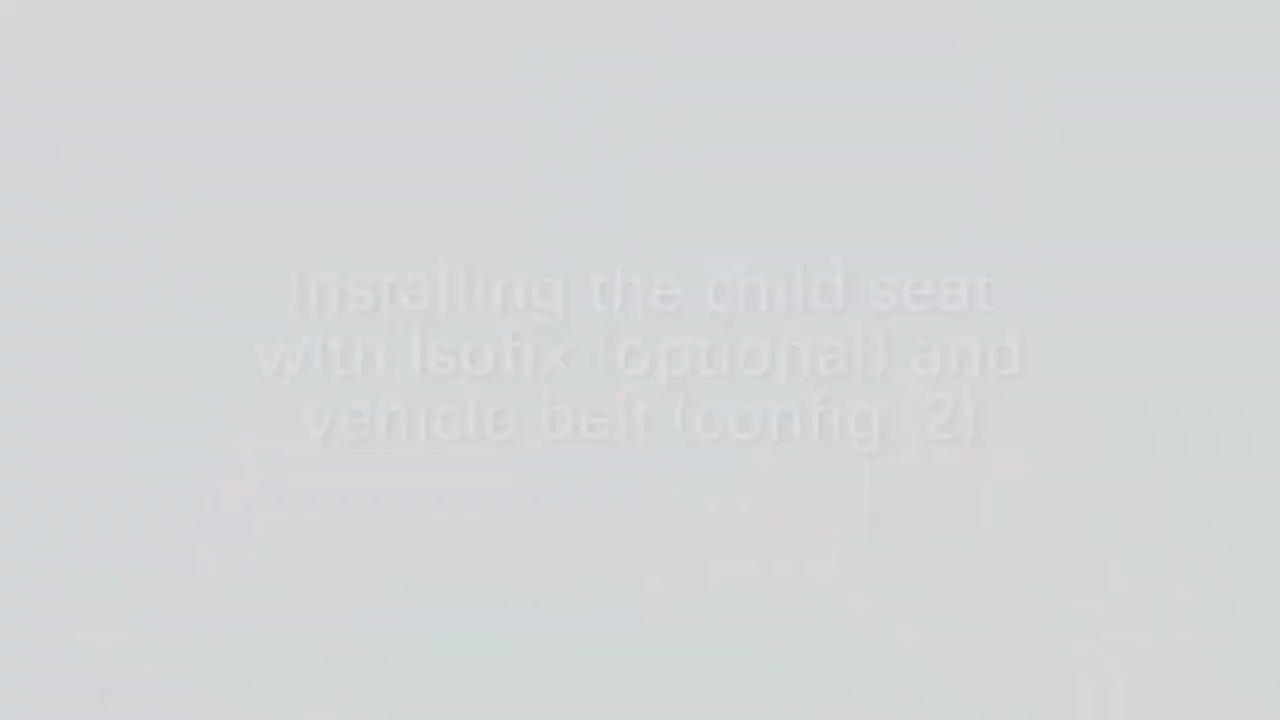 Installing the child seat
with Isofix (optional) and
vehicle belt (config. 2)